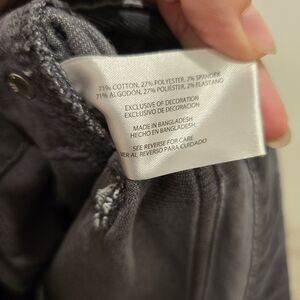 71% COTTON, 27% POLYESTER, 2% SPANDEX
71% ALGODON, 27% POLIESTER, 2% ELASTANO
EXCLUSIVE OF DECORATION
EXCLUSIVO DE DECORACION
MADE IN BANGLADESH
HECHO EN BANGLADESH.
SEE REVERSE FOR CARE
AL REVERSO PARA CUIDADO